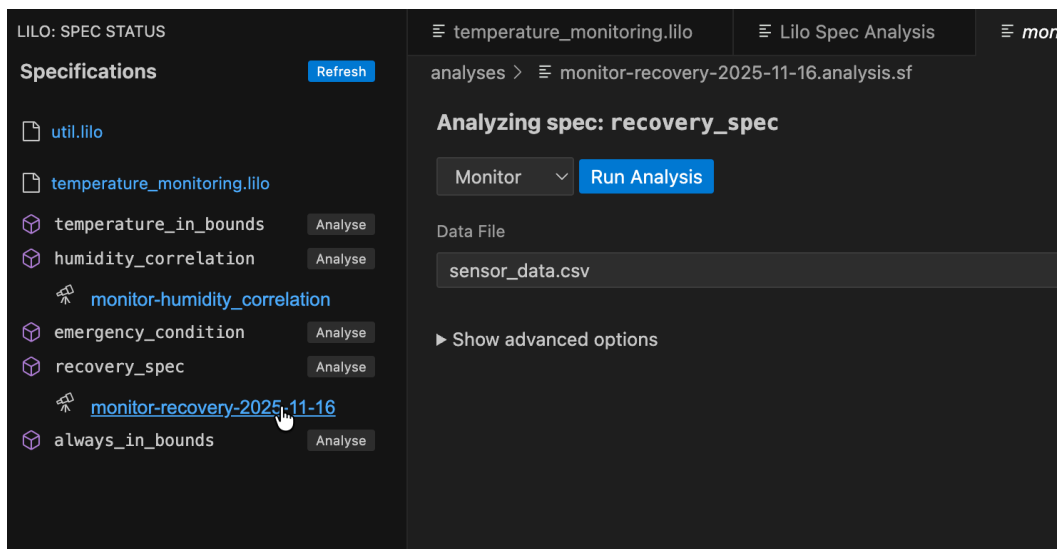 LILO: SPEC STATUS
Specifications
Refresh
util.lilo
temperature_monitoring.lilo
temperature_in_bounds Analyse
humidity_correlation Analyse
monitor-humidity_correlation
emergency_condition Analyse
recovery_spec Analyse
monitor-recovery-2025-11-16
always_in_bounds Analyse
temperature_monitoring.lilo
Lilo Spec Analysis
mon
analyses > monitor-recovery-2025-11-16.analysis.sf
Analyzing spec: recovery_spec
Monitor
Run Analysis
Data File
sensor_data.csv
Show advanced options